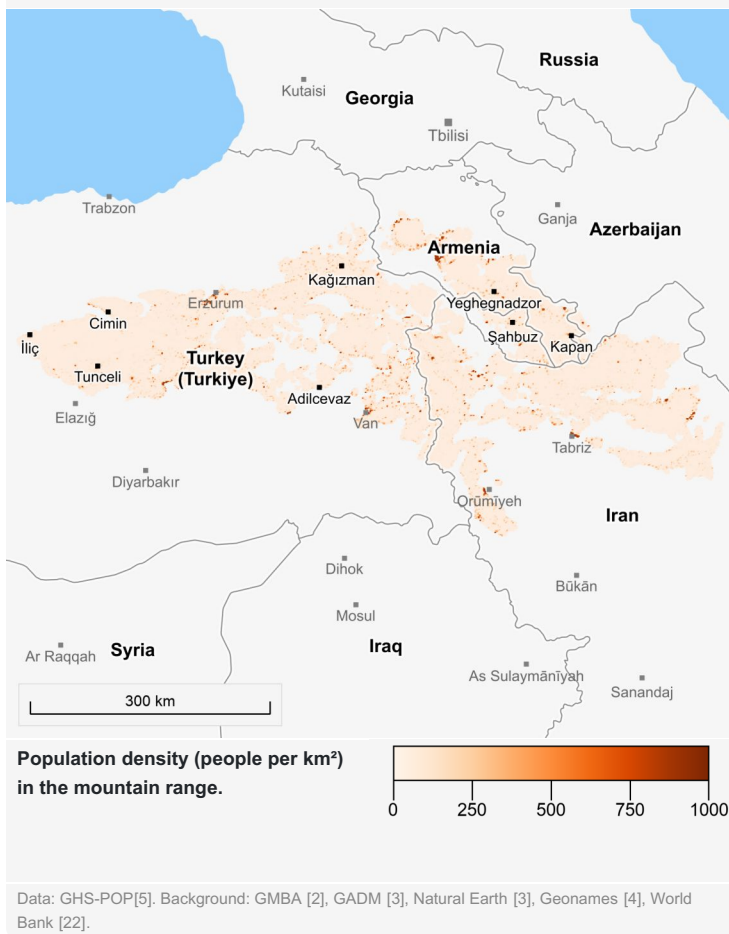 Russia
Kutaisi
Georgia
Tbilisi
Trabzon
Ganja
Azerbaijan
Armenia
Kağızman
Yeghegnadzor
Erzurum
Cimin
Şahbuz
Kapan
İliç
Turkey
(Turkiye)
Tunceli
Adilcevaz
Elazığ
Van
Tabriz
Diyarbakır
Orūmīyeh
Iran
Dihok
Būkān
Mosul
Syria
Iraq
Ar Raqqah
As Sulaymānīyah
Sanandaj
300 km
Population density (people per km²)
in the mountain range.
0 250 500 750 1000
Data: GHS-POP[5]. Background: GMBA [2], GADM [3], Natural Earth [3], Geonames [4], World
Bank [22].